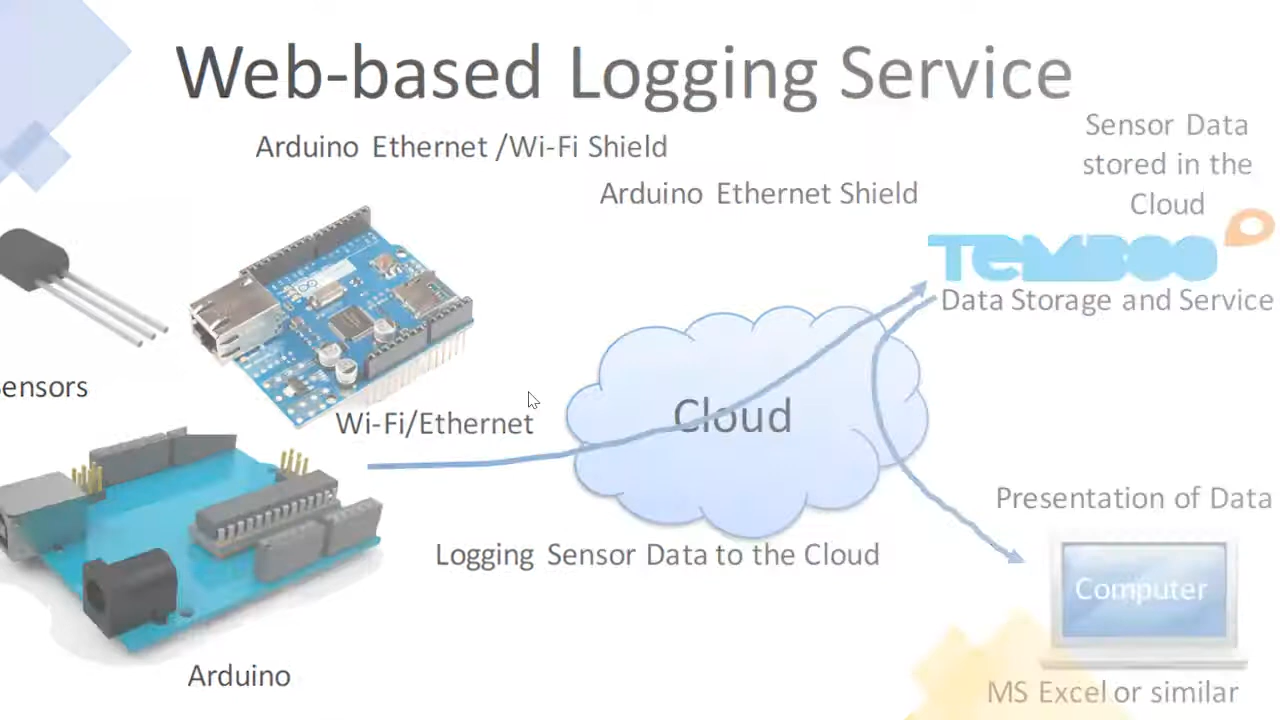 Web-based Logging Service
Arduino Ethernet /Wi-Fi Shield
Arduino Ethernet Shield
Sensor Data
stored in the
Cloud
TEMBOO
Data Storage and Service
Sensors
Wi-Fi/Ethernet
Cloud
Presentation of Data
Logging Sensor Data to the Cloud
Computer
Arduino
MS Excel or similar